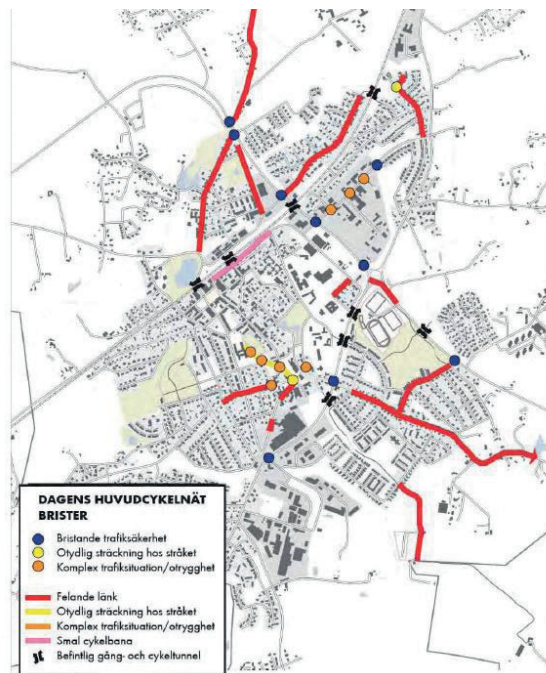 DAGENS HUVUDCYKELNÄT
BRISTER
Bristande trafiksäkerhet
Otydlig sträckning hos stråket
Komplex trafiksituation/otrygghet
Felande länk
Otydlig sträckning hos stråket
Komplex trafiksituation/otrygghet
Smal cykelbana
Befintlig gång- och cykeltunnel